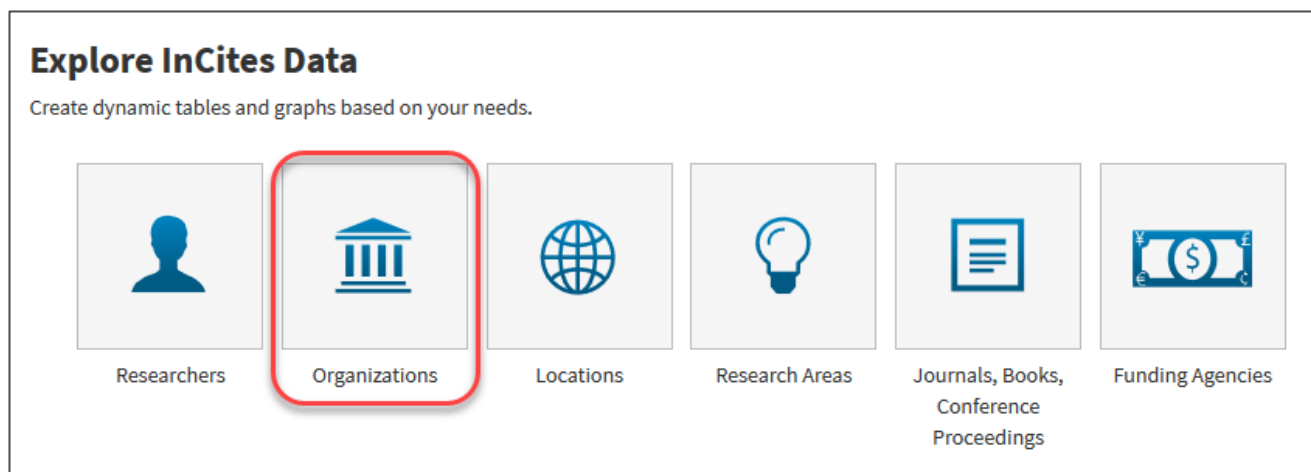 Explore InCites Data
Create dynamic tables and graphs based on your needs.
¥ £
$
€ ¢
Researchers
Organizations
Locations
Research Areas
Journals, Books,
Conference
Proceedings
Funding Agencies